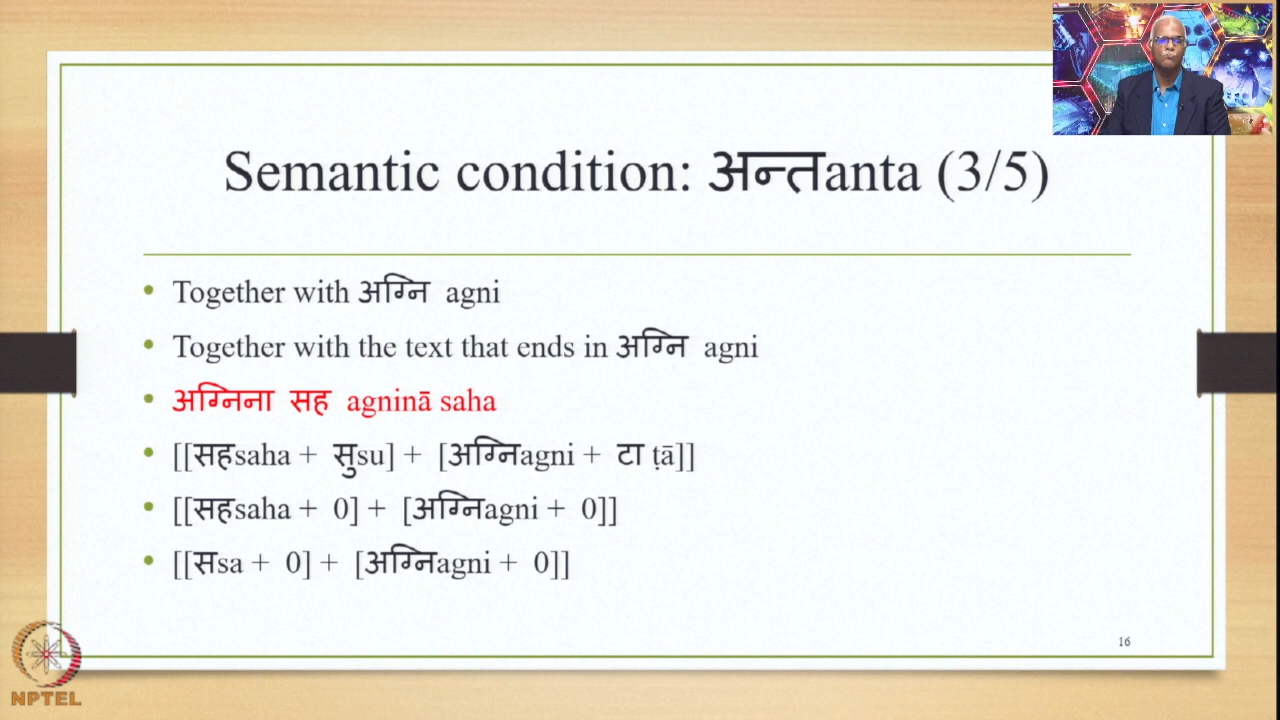 Semantic condition: अन्तanta (3/5)
• Together with अग्नि agni
• Together with the text that ends in अग्नि agni
• अग्निना सह agninā saha
• [[सहsaha + सुsu] + [अग्निagni + टा ṭā]]
• [[सहsaha + 0] + [अग्निagni + 0]]
• [[सsa + 0] + [अग्निagni + 0]]
16
NPTEL